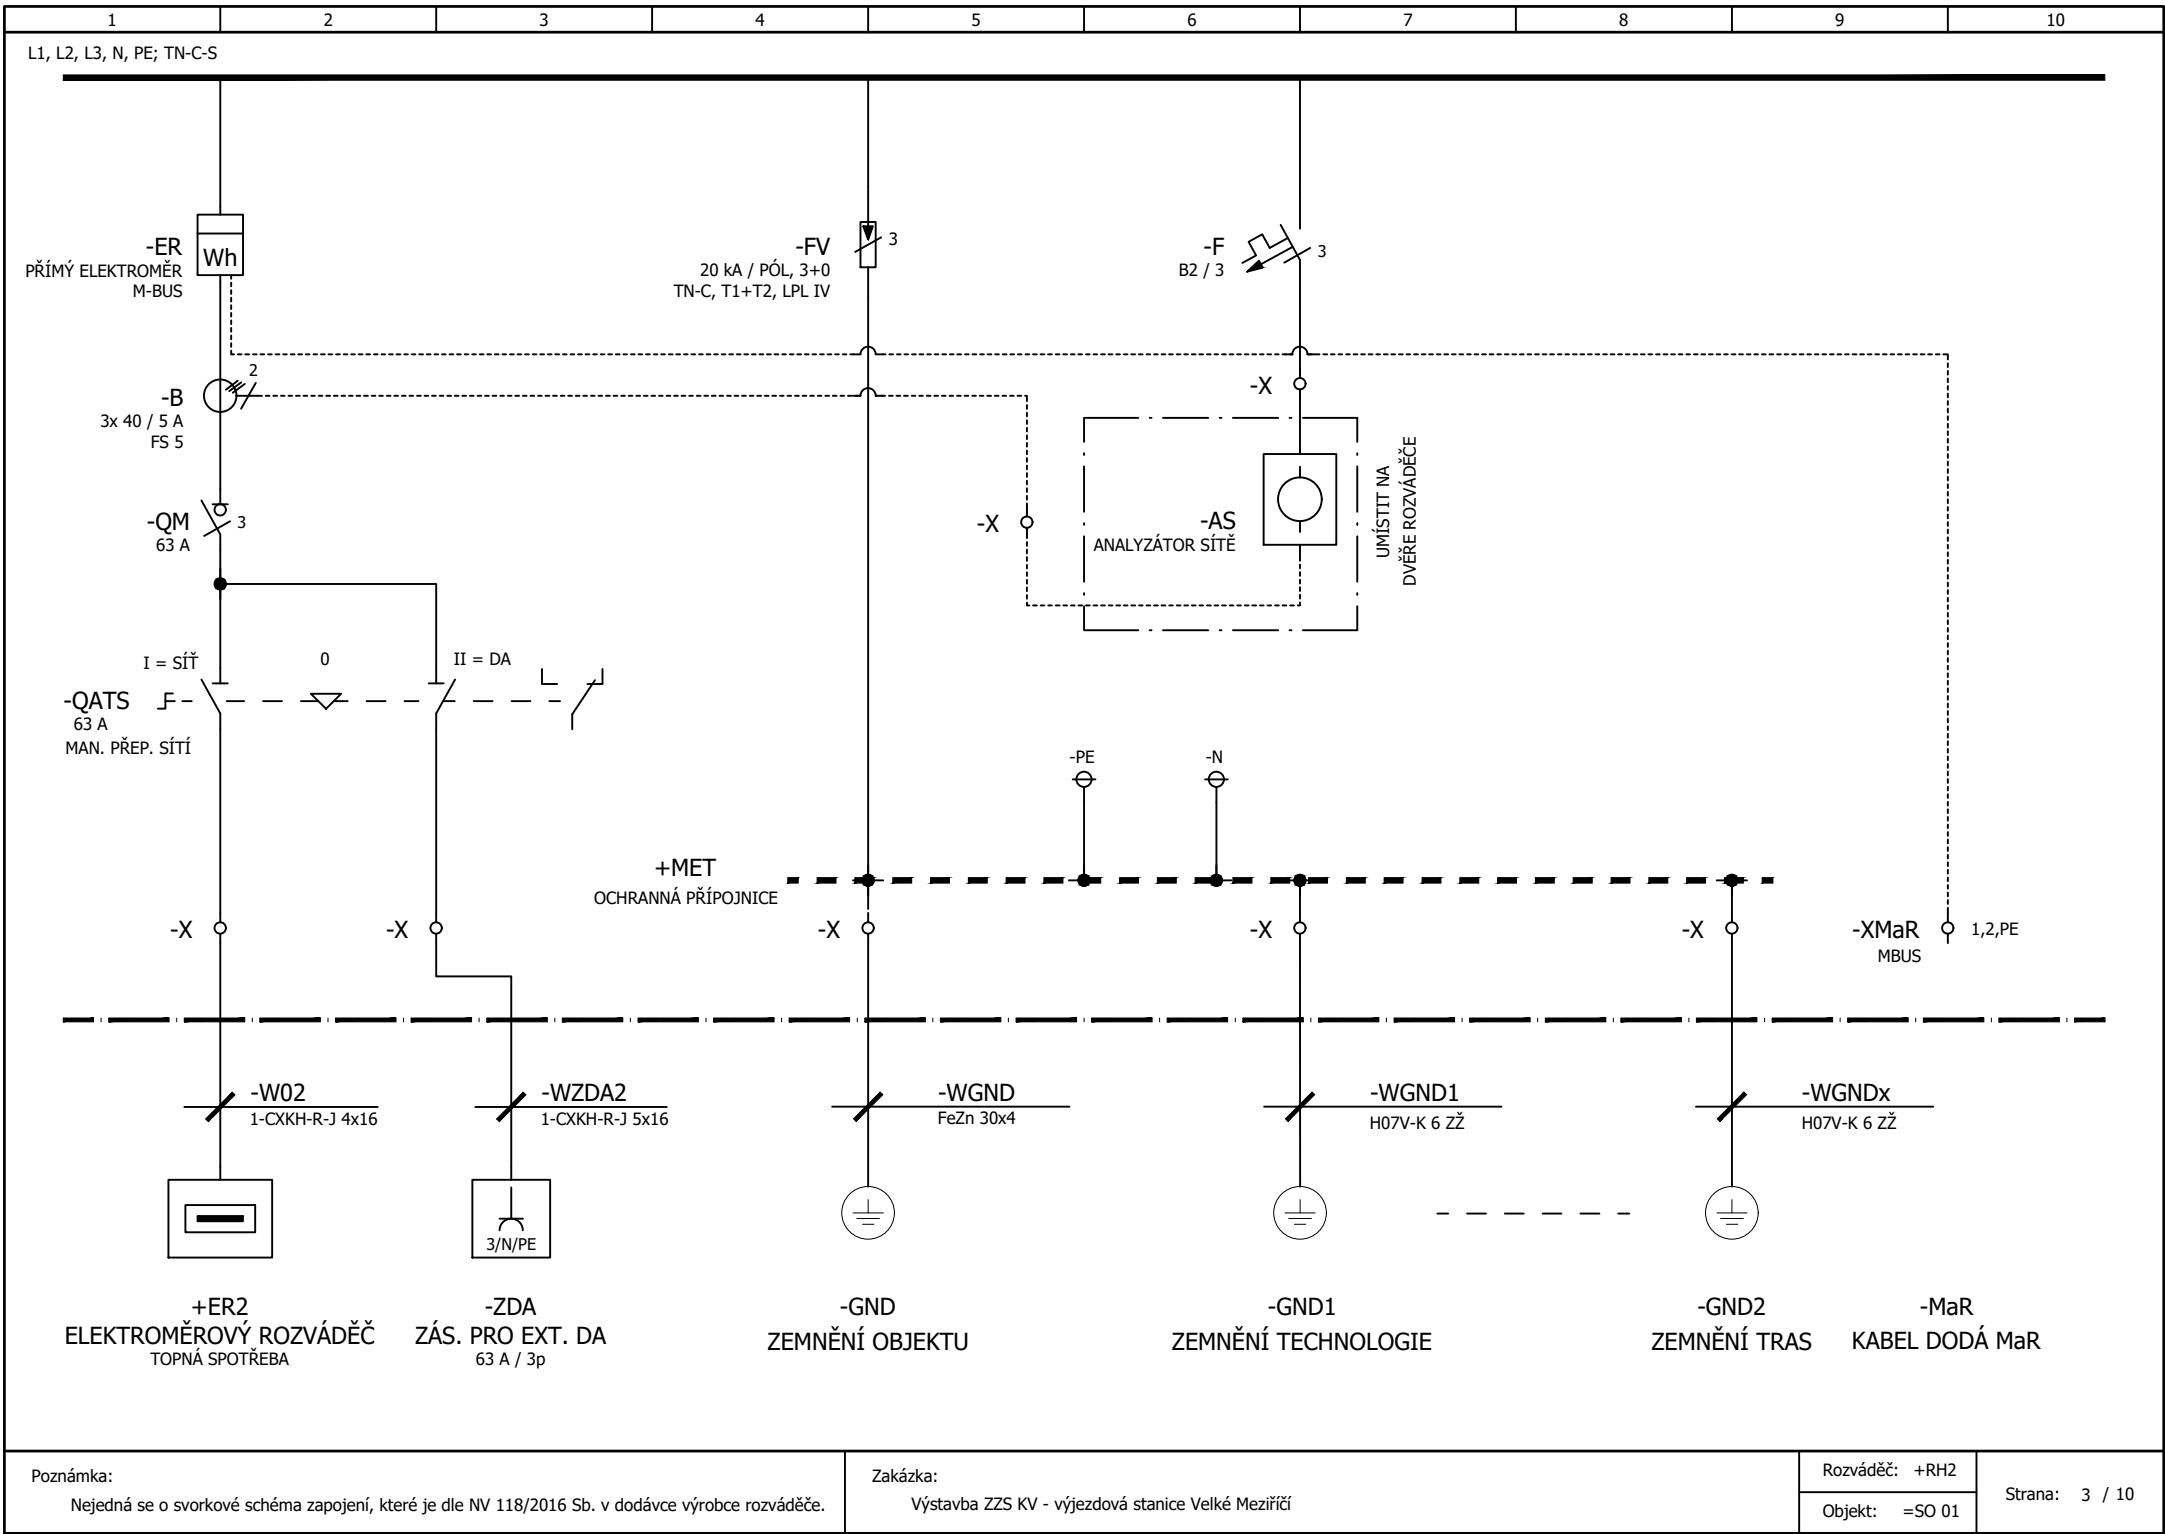 1 2 3 4 5 6 7 8 9 10
L1, L2, L3, N, PE; TN-C-S
-ER
PŘÍMÝ ELEKTROMĚR
M-BUS
Wh
-FV
20 kA / PÓL, 3+0
TN-C, T1+T2, LPL IV
3
-F
B2 / 3
3
-B
3x 40 / 5 A
FS 5
2
-X
-QM
63 A
3
-X
-AS
ANALYZÁTOR SÍTĚ
UMÍSTIT NA
DVĚŘE ROZVÁDĚČE
I = SÍŤ
0
II = DA
-QATS
63 A
MAN. PŘEP. SÍTÍ
-PE
-N
+MET
OCHRANNÁ PŘÍPOJNICE
-X
-X
-X
-X
-X
-XMaR
MBUS
1,2,PE
-W02
1-CXKH-R-J 4x16
-WZDA2
1-CXKH-R-J 5x16
-WGND
FeZn 30x4
-WGND1
H07V-K 6 ZŽ
-WGNDx
H07V-K 6 ZŽ
3/N/PE
+ER2
ELEKTROMĚROVÝ ROZVÁDĚČ
TOPNÁ SPOTŘEBA
-ZDA
ZÁS. PRO EXT. DA
63 A / 3p
-GND
ZEMNĚNÍ OBJEKTU
-GND1
ZEMNĚNÍ TECHNOLOGIE
-GND2
ZEMNĚNÍ TRAS
-MaR
KABEL DODÁ MaR
Poznámka:
Nejedná se o svorkové schéma zapojení, které je dle NV 118/2016 Sb. v dodávce výrobce rozváděče.
Zakázka:
Výstavba ZZS KV - výjezdová stanice Velké Meziříčí
Rozváděč: +RH2
Objekt: =SO 01
Strana: 3 / 10